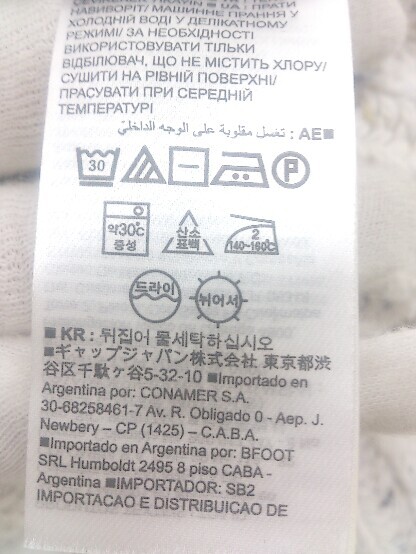 НАВИВОРІТ/ МАШИННЕ ПРАННЯ У
ХОЛОДНІЙ ВОДІ У ДЕЛІКАТНОМУ
РЕЖИМІ/ ЗА НЕОБХІДНОСТІ
ВИКОРИСТОВУВАТИ ТІЛЬКИ
ВІДБІЛЮВАЧ, ЩО НЕ МІСТИТЬ ХЛОРУ/
СУШИТИ НА РІВНІЙ ПОВЕРХНІ/
ПРАСУВАТИ ПРИ СЕРЕДНІЙ
ТЕМПЕРАТУРІ
■AE : تغسل مقلوبة على الوجه الداخلي
30 P
약30℃ 중성 산소 표백 2 140~160℃
드라이 뉘어서
■ KR : 뒤집어 물세탁하십시오
■ギャップジャパン株式会社 東京都渋
谷区千駄ヶ谷5-32-10 ■Importado en
Argentina por: CONAMER S.A.
30-68258461-7 Av. R. Obligado 0 - Aep. J.
Newbery – CP (1425) – C.A.B.A.
■Importado en Argentina por: BFOOT
SRL Humboldt 2495 8 piso CABA -
Argentina ■IMPORTADOR: SB2
IMPORTACAO E DISTRIBUICAO DE